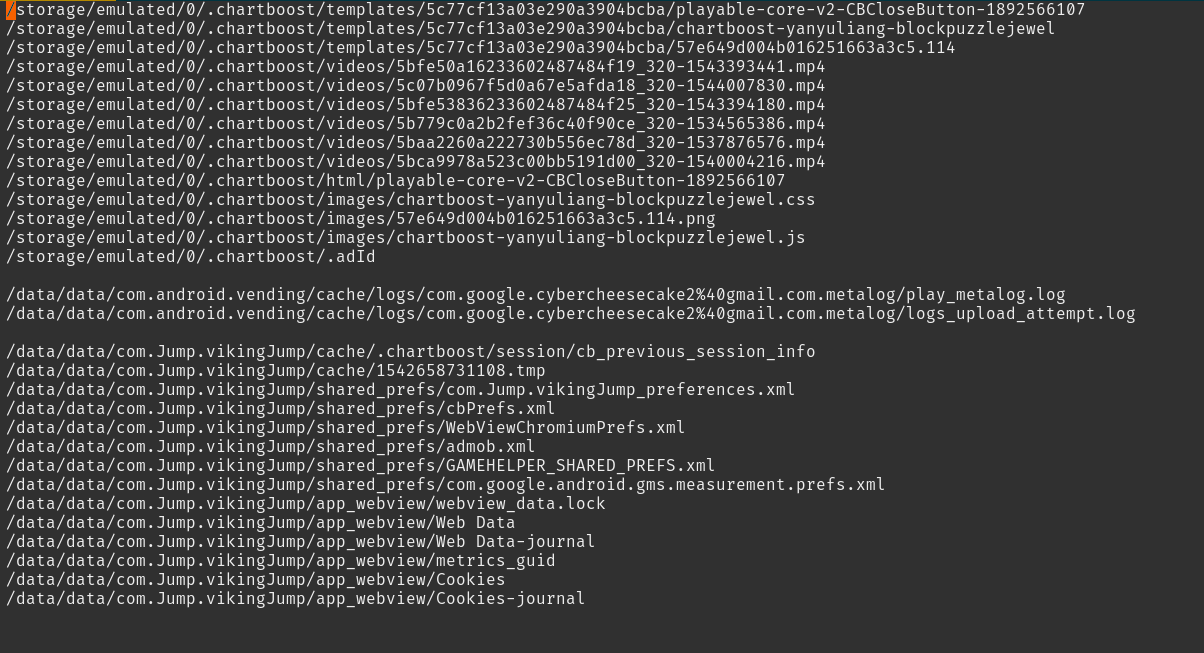 /storage/emulated/0/.chartboost/templates/5c77cf13a03e290a3904bcba/playable-core-v2-CBCloseButton-1892566107
/storage/emulated/0/.chartboost/templates/5c77cf13a03e290a3904bcba/chartboost-yanyuliang-blockpuzzlejewel
/storage/emulated/0/.chartboost/templates/5c77cf13a03e290a3904bcba/57e649d004b016251663a3c5.114
/storage/emulated/0/.chartboost/videos/5bfe50a16233602487484f19_320-1543393441.mp4
/storage/emulated/0/.chartboost/videos/5c07b0967f5d0a67e5afda18_320-1544007830.mp4
/storage/emulated/0/.chartboost/videos/5bfe53836233602487484f25_320-1543394180.mp4
/storage/emulated/0/.chartboost/videos/5b779c0a2b2fef36c40f90ce_320-1534565386.mp4
/storage/emulated/0/.chartboost/videos/5baa2260a222730b556ec78d_320-1537876576.mp4
/storage/emulated/0/.chartboost/videos/5bca9978a523c00bb5191d00_320-1540004216.mp4
/storage/emulated/0/.chartboost/html/playable-core-v2-CBCloseButton-1892566107
/storage/emulated/0/.chartboost/images/chartboost-yanyuliang-blockpuzzlejewel.css
/storage/emulated/0/.chartboost/images/57e649d004b016251663a3c5.114.png
/storage/emulated/0/.chartboost/images/chartboost-yanyuliang-blockpuzzlejewel.js
/storage/emulated/0/.chartboost/.adId
/data/data/com.android.vending/cache/logs/com.google.cybercheesecake2%40gmail.com.metalog/play_metalog.log
/data/data/com.android.vending/cache/logs/com.google.cybercheesecake2%40gmail.com.metalog/logs_upload_attempt.log
/data/data/com.Jump.vikingJump/cache/.chartboost/session/cb_previous_session_info
/data/data/com.Jump.vikingJump/cache/1542658731108.tmp
/data/data/com.Jump.vikingJump/shared_prefs/com.Jump.vikingJump_preferences.xml
/data/data/com.Jump.vikingJump/shared_prefs/cbPrefs.xml
/data/data/com.Jump.vikingJump/shared_prefs/WebViewChromiumPrefs.xml
/data/data/com.Jump.vikingJump/shared_prefs/admob.xml
/data/data/com.Jump.vikingJump/shared_prefs/GAMEHELPER_SHARED_PREFS.xml
/data/data/com.Jump.vikingJump/shared_prefs/com.google.android.gms.measurement.prefs.xml
/data/data/com.Jump.vikingJump/app_webview/webview_data.lock
/data/data/com.Jump.vikingJump/app_webview/Web Data
/data/data/com.Jump.vikingJump/app_webview/Web Data-journal
/data/data/com.Jump.vikingJump/app_webview/metrics_guid
/data/data/com.Jump.vikingJump/app_webview/Cookies
/data/data/com.Jump.vikingJump/app_webview/Cookies-journal